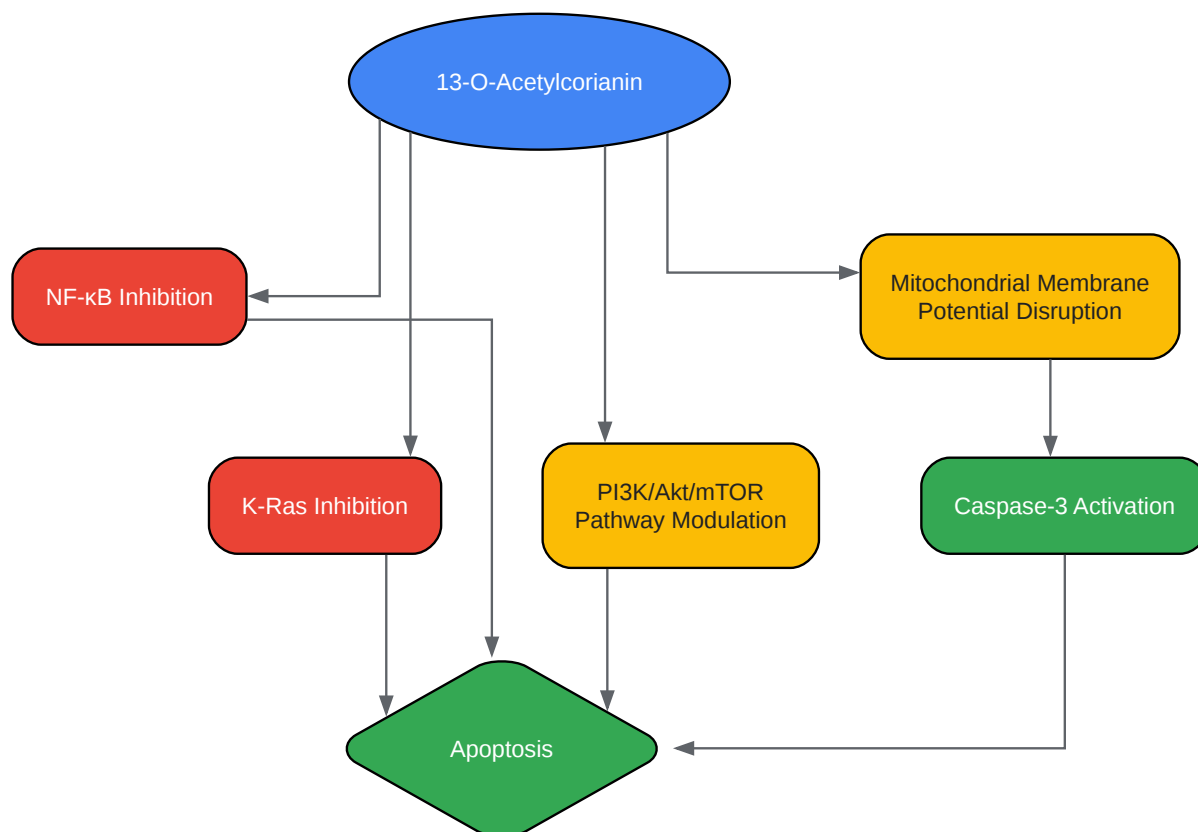 13-O-Acetylcorianin
NF-κB Inhibition
Mitochondrial Membrane
Potential Disruption
K-Ras Inhibition
PI3K/Akt/mTOR
Pathway Modulation
Caspase-3 Activation
Apoptosis